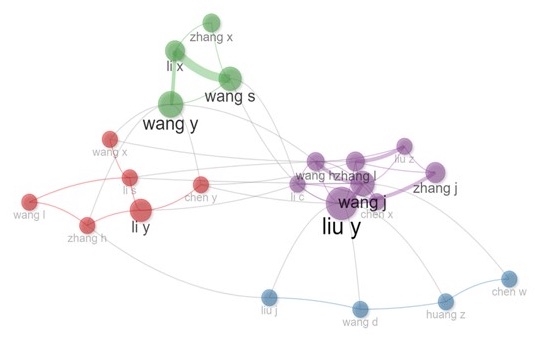 zhang x
li x
wang s
wang y
wang x
liu z
wang h
zhang l
li s
zhang j
chen y
li c
wang j
wang l
chen x
li y
liu y
zhang h
chen w
liu j
huang z
wang d